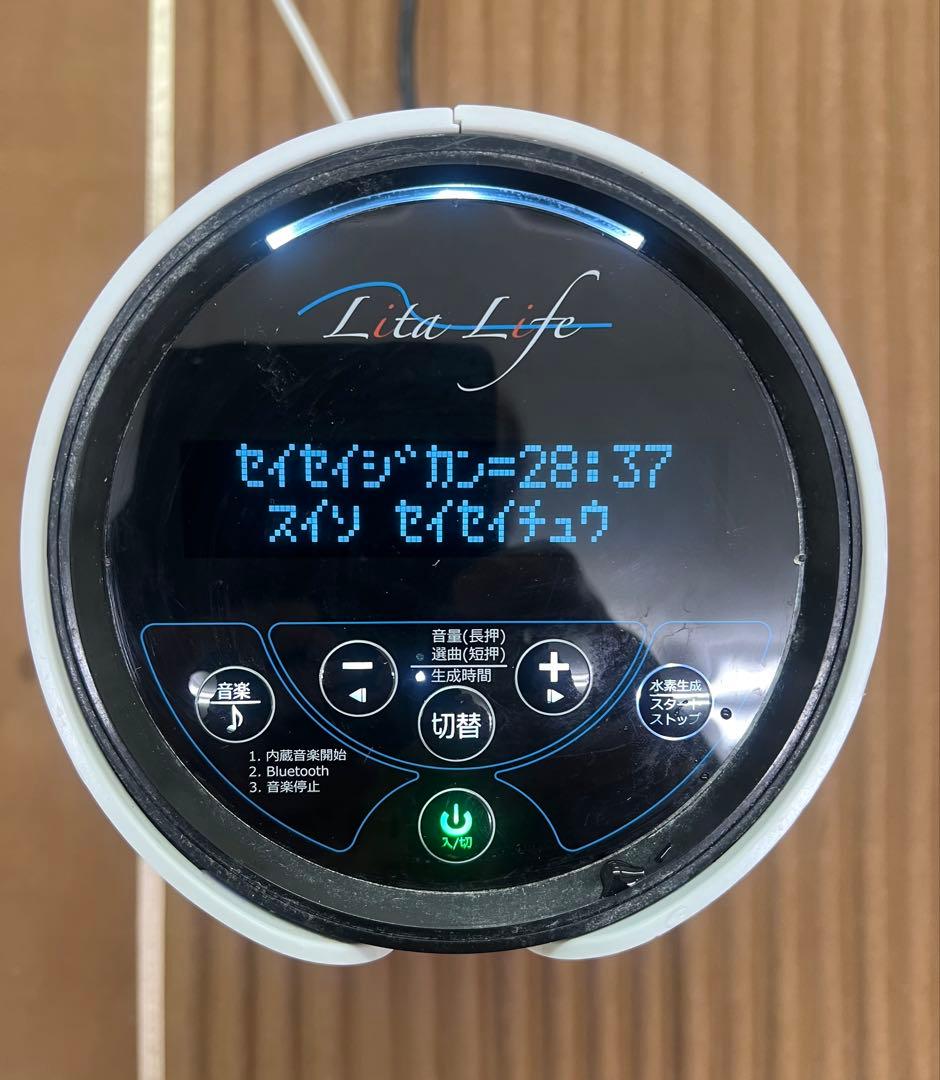 Lita Life
セイセイジカン=28:37
スイソ セイセイチュウ
音量(長押)
選曲(短押)
生成時間
音楽
切替
水素生成
スタート
ストップ
1. 内蔵音楽開始
2. Bluetooth
3. 音楽停止
入/切